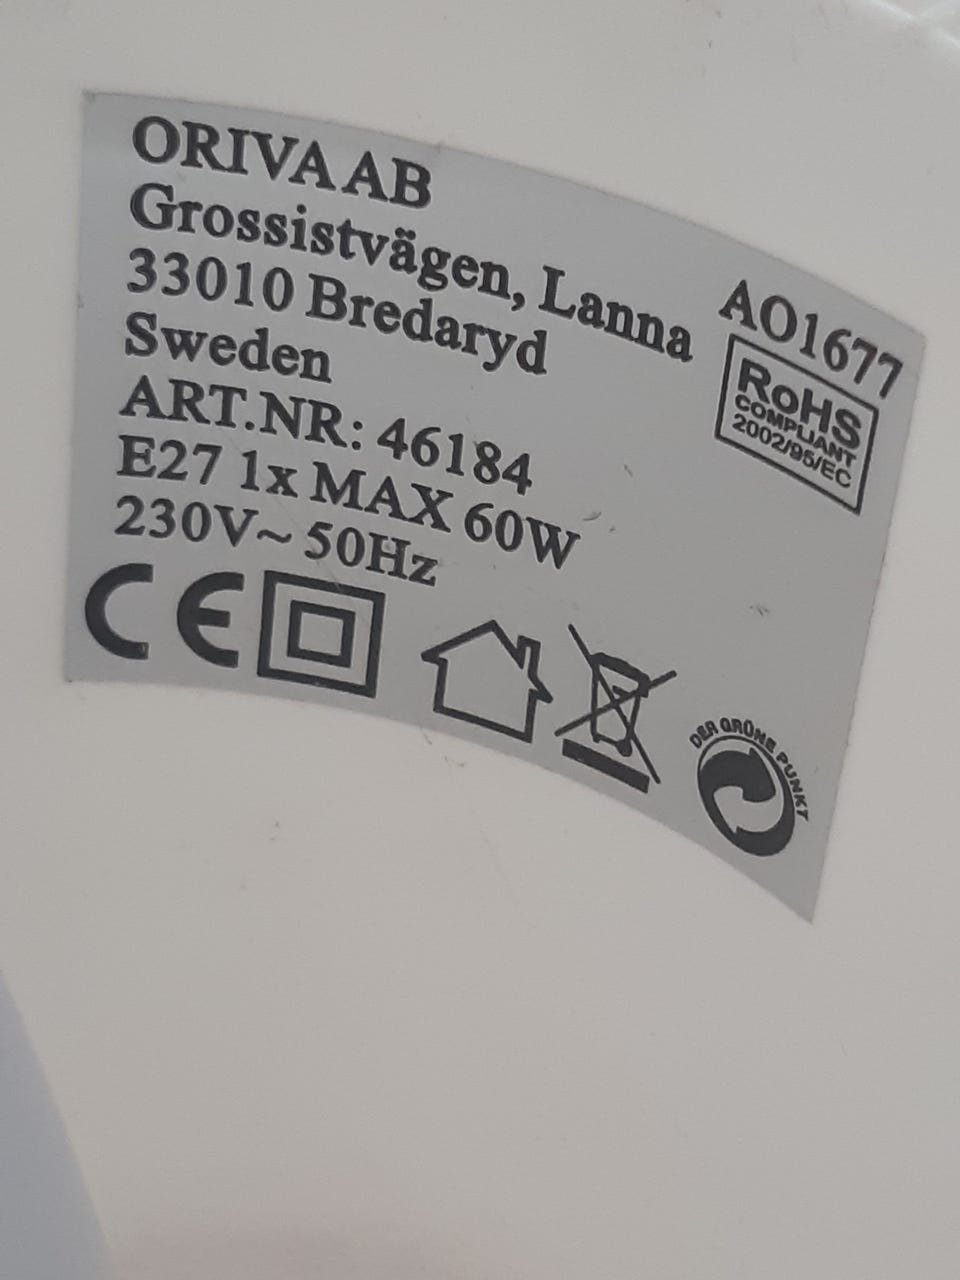 ORIVA AB
Grossistvägen, Lanna
33010 Bredaryd
Sweden
ART.NR: 46184
E27 1x MAX 60W
230V~ 50Hz
AO1677
RoHS
COMPLIANT
2002/95/EC
CE
DER GRÜNE PUNKT